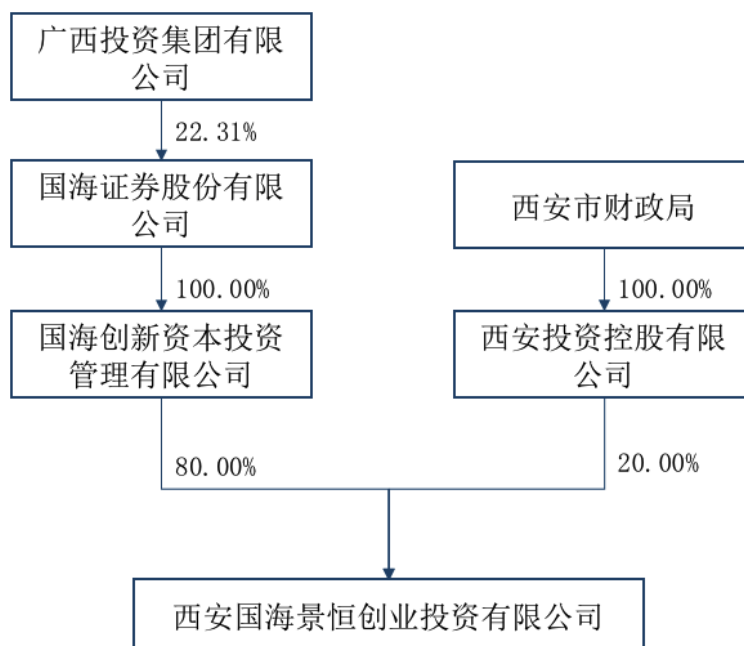 广西投资集团有限
公司
22.31%
国海证券股份有限
公司
西安市财政局
100.00%
100.00%
国海创新资本投资
管理有限公司
西安投资控股有限
公司
80.00%
20.00%
西安国海景恒创业投资有限公司